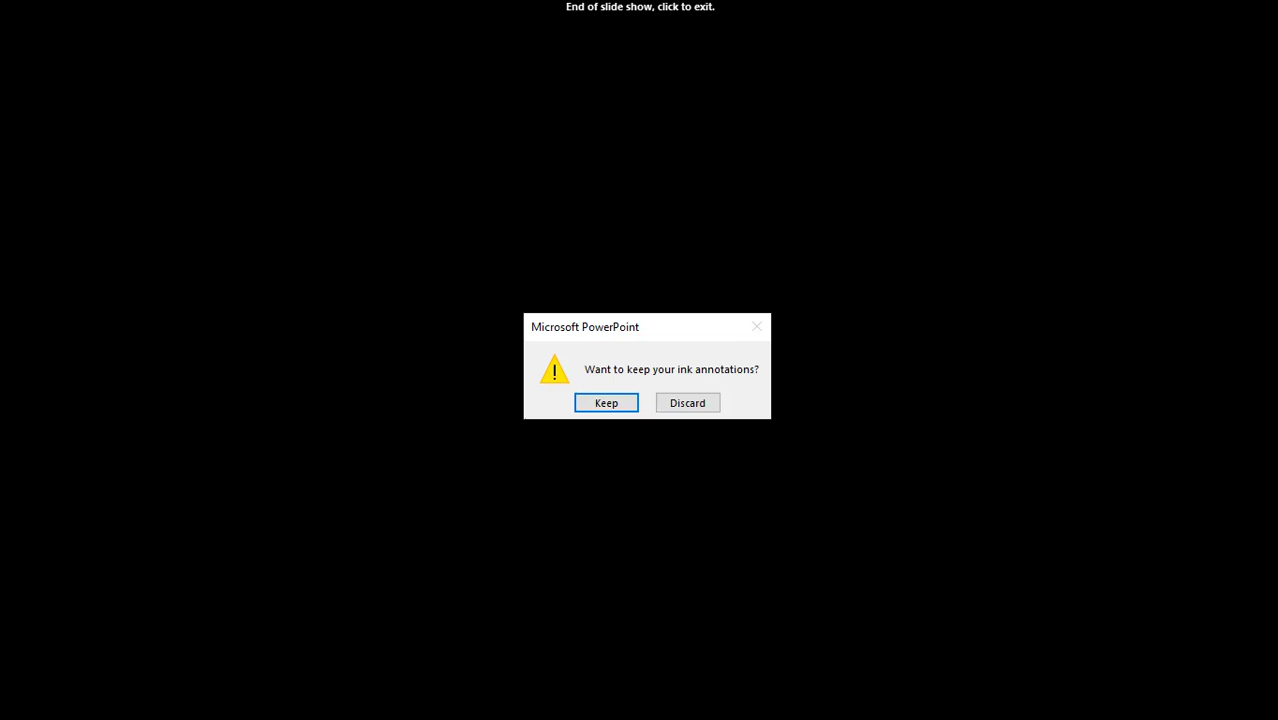 End of slide show, click to exit.
Microsoft PowerPoint
Want to keep your ink annotations?
Keep
Discard